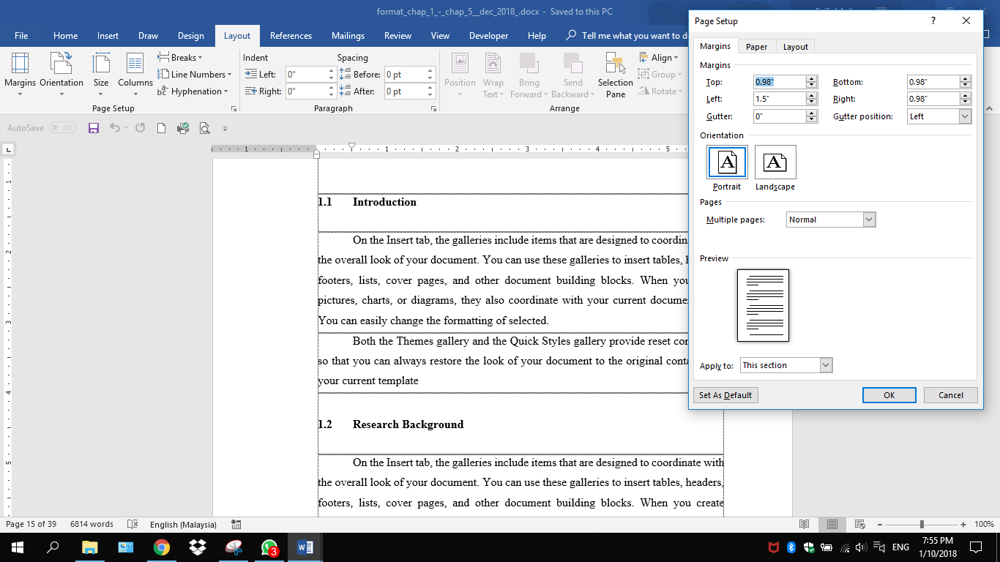 format_chap_1_-_chap_5__dec_2018_.docx - Saved to this PC
File Home Insert Draw Design Layout References Mailings Review View Developer Help Tell me what you want to d
Margins Orientation Size Columns
Breaks
Line Numbers
Hyphenation
Page Setup
Indent Spacing
Left: 0" Before: 0 pt
Right: 0" After: 0 pt
Paragraph
Position Wrap Text Bring Forward Send Backward Selection Pane
Align
Group
Rotate
Arrange
AutoSave Off
1 1 2 3 4 5
1.1 Introduction
On the Insert tab, the galleries include items that are designed to coordin
the overall look of your document. You can use these galleries to insert tables, h
footers, lists, cover pages, and other document building blocks. When you
pictures, charts, or diagrams, they also coordinate with your current docume
You can easily change the formatting of selected.
Both the Themes gallery and the Quick Styles gallery provide reset co
so that you can always restore the look of your document to the original conta
your current template
1.2 Research Background
On the Insert tab, the galleries include items that are designed to coordinate with
the overall look of your document. You can use these galleries to insert tables, headers,
footers, lists, cover pages, and other document building blocks. When you create
1
2
3
4
5
Page Setup ?
Margins Paper Layout
Margins
Top: 0.98" Bottom: 0.98"
Left: 1.5" Right: 0.98"
Gutter: 0" Gutter position: Left
Orientation
A A
Portrait Landscape
Pages
Multiple pages: Normal
Preview
Apply to: This section
Set As Default OK Cancel
Page 15 of 39 6814 words English (Malaysia) 100%
3 ENG 7:55 PM
1/10/2018